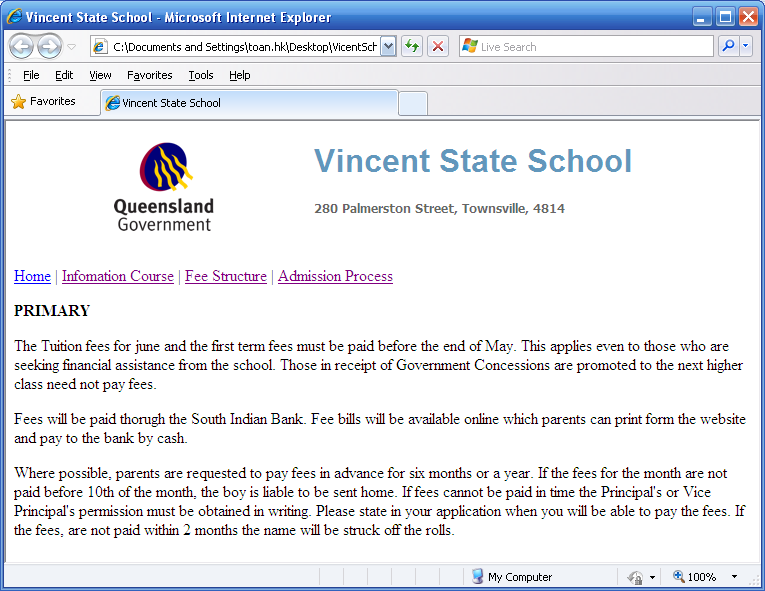 Vincent State School - Microsoft Internet Explorer
C:\Documents and Settings\toan.hk\Desktop\VicentSch
Live Search
File Edit View Favorites Tools Help
Favorites
Vincent State School
Vincent State School
280 Palmerston Street, Townsville, 4814
Queensland
Government
Home | Infomation Course | Fee Structure | Admission Process
PRIMARY
The Tuition fees for june and the first term fees must be paid before the end of May. This applies even to those who are
seeking financial assistance from the school. Those in receipt of Government Concessions are promoted to the next higher
class need not pay fees.
Fees will be paid thorugh the South Indian Bank. Fee bills will be available online which parents can print form the website
and pay to the bank by cash.
Where possible, parents are requested to pay fees in advance for six months or a year. If the fees for the month are not
paid before 10th of the month, the boy is liable to be sent home. If fees cannot be paid in time the Principal's or Vice
Principal's permission must be obtained in writing. Please state in your application when you will be able to pay the fees. If
the fees, are not paid within 2 months the name will be struck off the rolls.
My Computer
100%